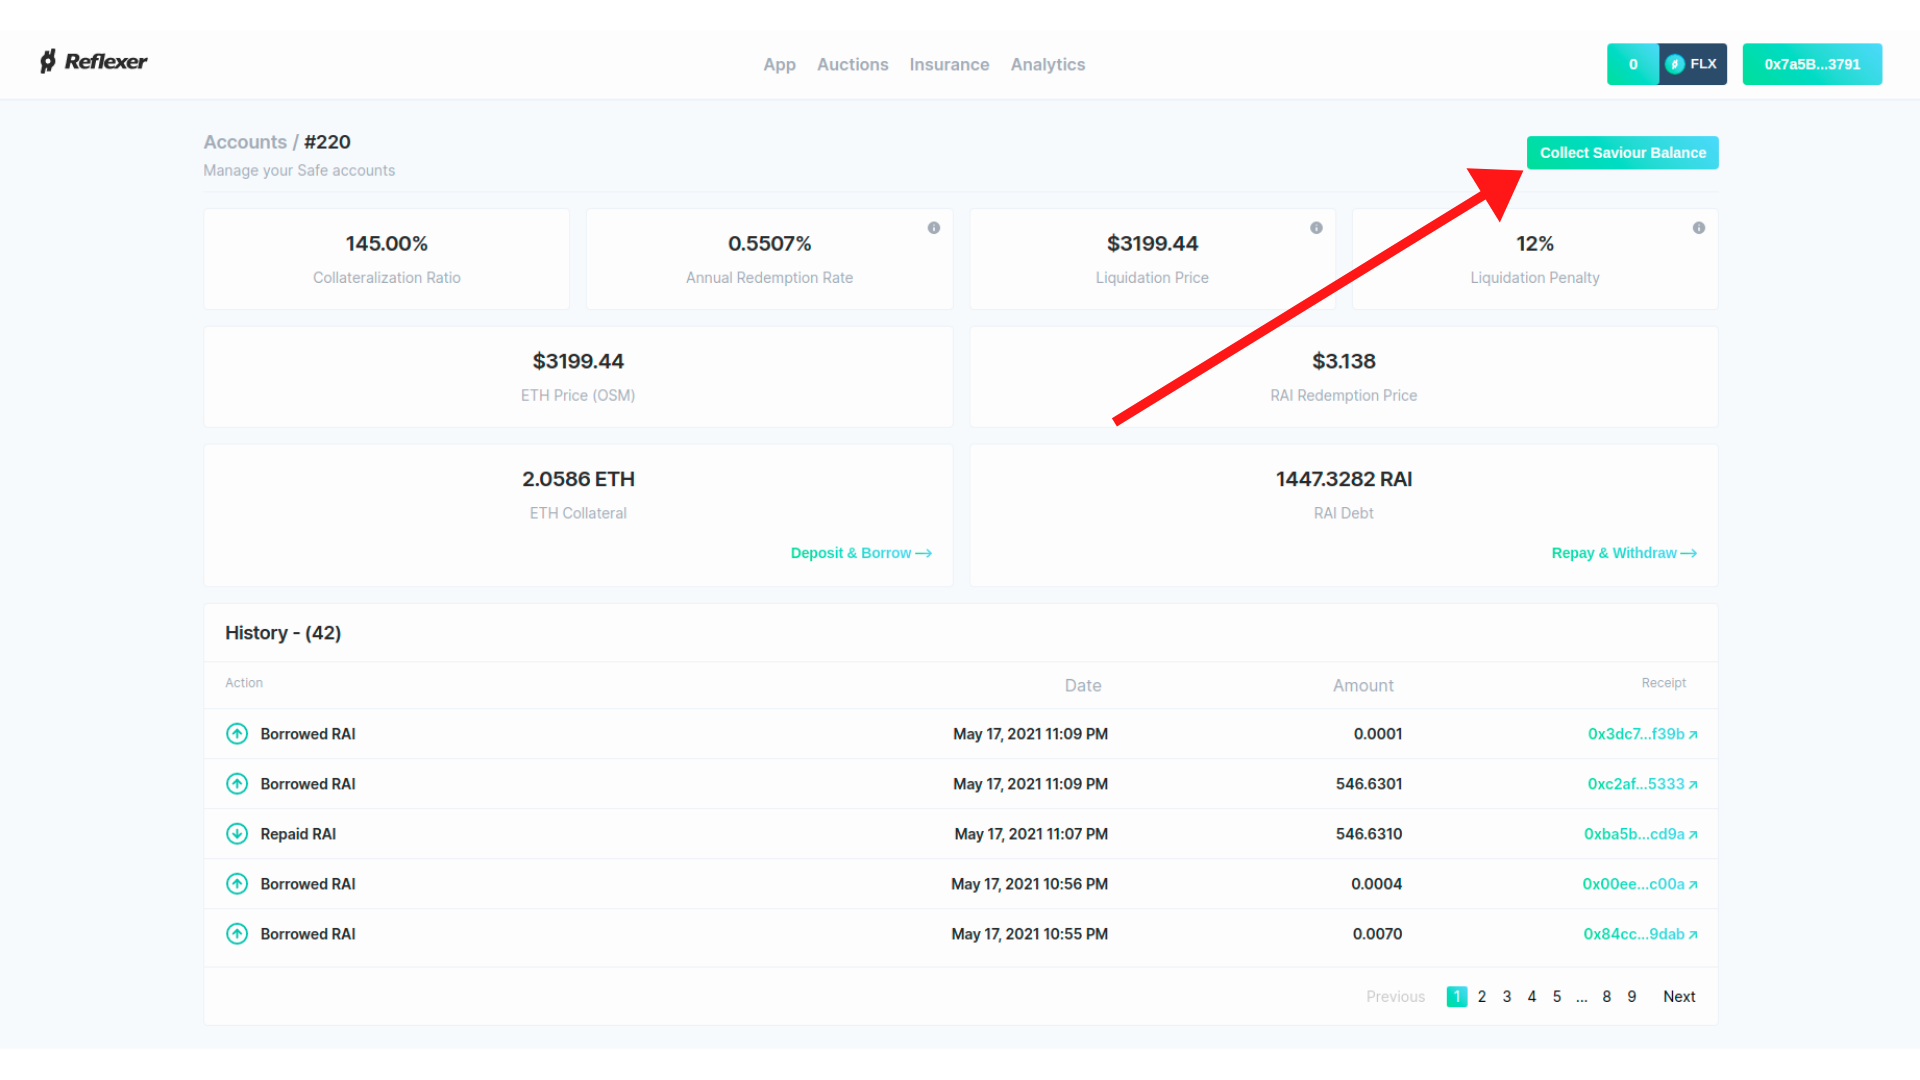 Reflexer
App Auctions Insurance Analytics
0 FLX 0x7a5B...3791
Accounts / #220
Manage your Safe accounts
Collect Saviour Balance
145.00%
Collateralization Ratio
0.5507%
Annual Redemption Rate
$3199.44
Liquidation Price
12%
Liquidation Penalty
$3199.44
ETH Price (OSM)
$3.138
RAI Redemption Price
2.0586 ETH
ETH Collateral
Deposit & Borrow →
1447.3282 RAI
RAI Debt
Repay & Withdraw →
History - (42)
Action Date Amount Receipt
Borrowed RAI May 17, 2021 11:09 PM 0.0001 0x3dc7...f39b
Borrowed RAI May 17, 2021 11:09 PM 546.6301 0xc2af...5333
Repaid RAI May 17, 2021 11:07 PM 546.6310 0xba5b...cd9a
Borrowed RAI May 17, 2021 10:56 PM 0.0004 0x00ee...c00a
Borrowed RAI May 17, 2021 10:55 PM 0.0070 0x84cc...9dab
Previous 1 2 3 4 5 ... 8 9 Next